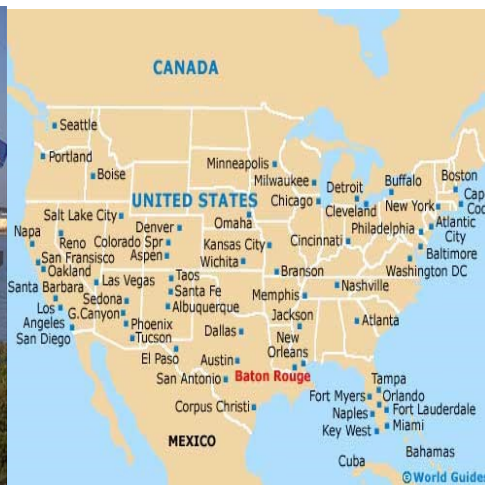 CANADA
Seattle
Portland
Boise
Minneapolis
Milwaukee
Chicago
Detroit
Buffalo
Boston
Cap
Cod
UNITED STATES
Cleveland
New York
Salt Lake City
Omaha
Philadelphia
Atlantic
City
Napa
Reno
Denver
Colorado Spr
Aspen
Kansas City
Cincinnati
Baltimore
San Fransisco
Oakland
Wichita
Washington DC
Santa Barbara
Las Vegas
Taos
Branson
Nashville
Sedona
Santa Fe
Memphis
Los
Angeles
G.Canyon
Albuquerque
Jackson
San Diego
Phoenix
Tucson
Dallas
New
Orleans
Atlanta
El Paso
Austin
San Antonio
Baton Rouge
Tampa
Corpus Christi
Fort Myers
Orlando
Naples
Fort Lauderdale
Key West
Miami
MEXICO
Cuba
Bahamas
©World Guides